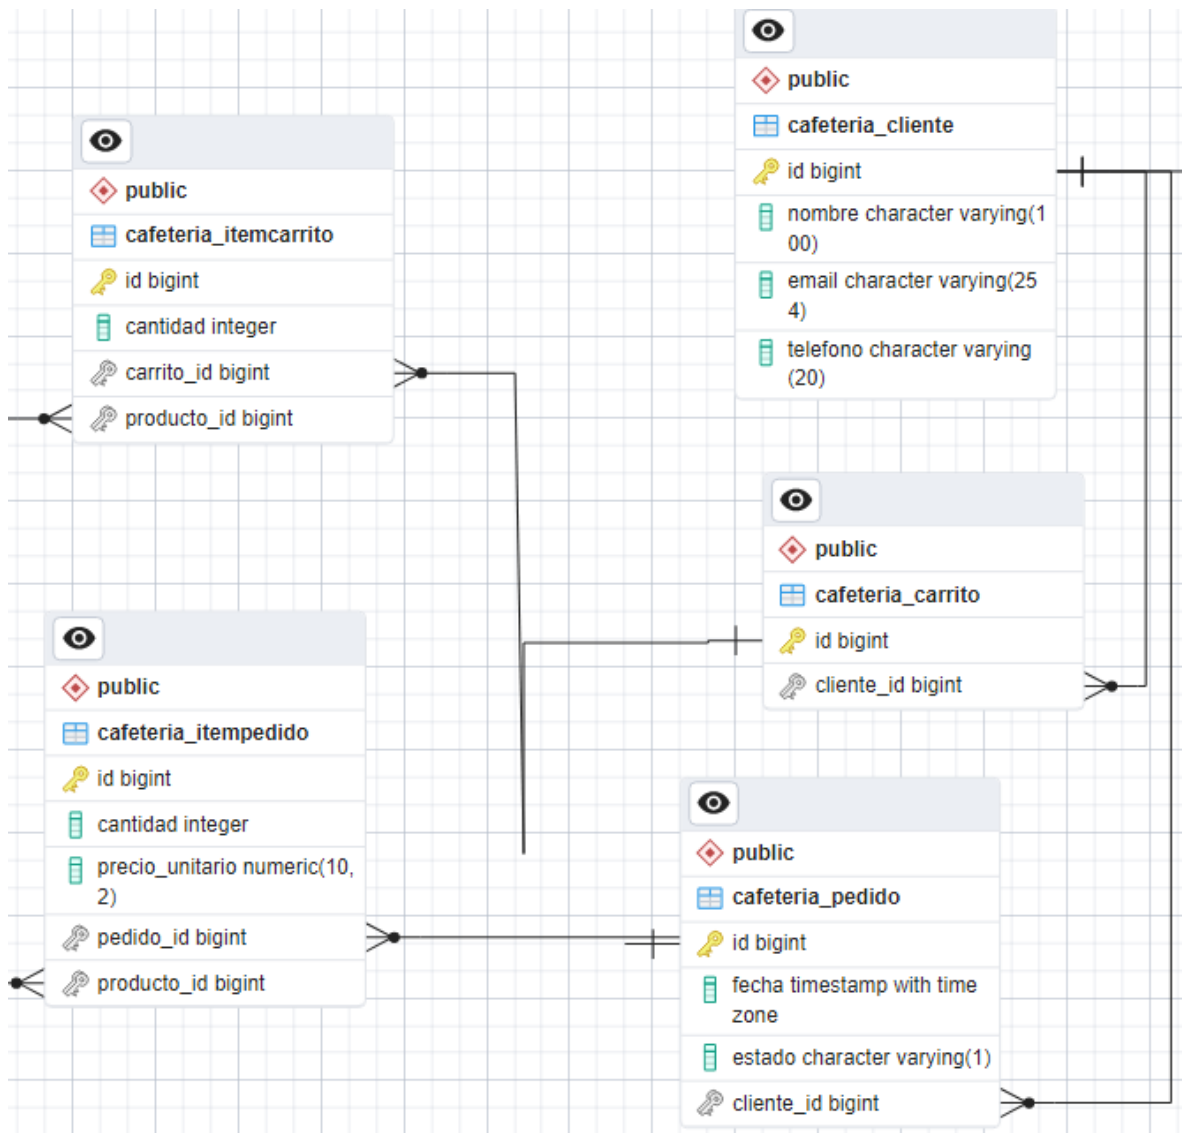 public
cafeteria_cliente
id bigint
nombre character varying(1
00)
email character varying(25
4)
telefono character varying
(20)
public
cafeteria_itemcarrito
id bigint
cantidad integer
carrito_id bigint
producto_id bigint
public
cafeteria_carrito
id bigint
cliente_id bigint
public
cafeteria_itempedido
id bigint
cantidad integer
precio_unitario numeric(10,
2)
pedido_id bigint
producto_id bigint
public
cafeteria_pedido
id bigint
fecha timestamp with time
zone
estado character varying(1)
cliente_id bigint